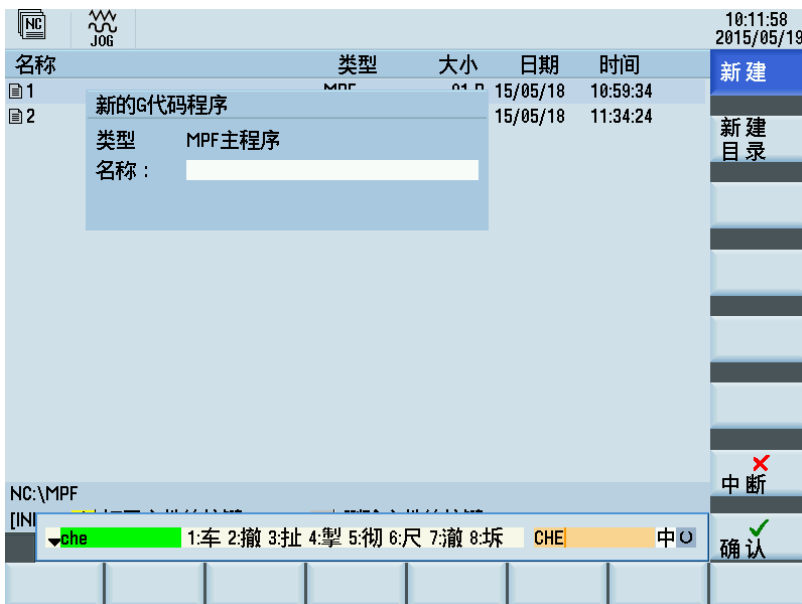 NC
JOG
10:11:58
2015/05/19
名称 类型 大小 日期 时间
1 15/05/18 10:59:34
2 15/05/18 11:34:24
新的G代码程序
类型 MPF主程序
名称：
新建
新建
目录
中断
确认
NC:\MPF
che 1:车 2:撤 3:扯 4:掣 5:彻 6:尺 7:澈 8:坼 CHE 中